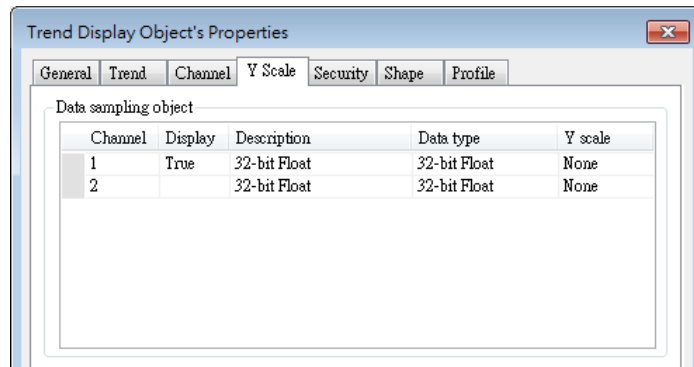 Trend Display Object's Properties
General Trend Channel Y Scale Security Shape Profile
Data sampling object
Channel Display Description Data type Y scale
1 True 32-bit Float 32-bit Float None
2 32-bit Float 32-bit Float None